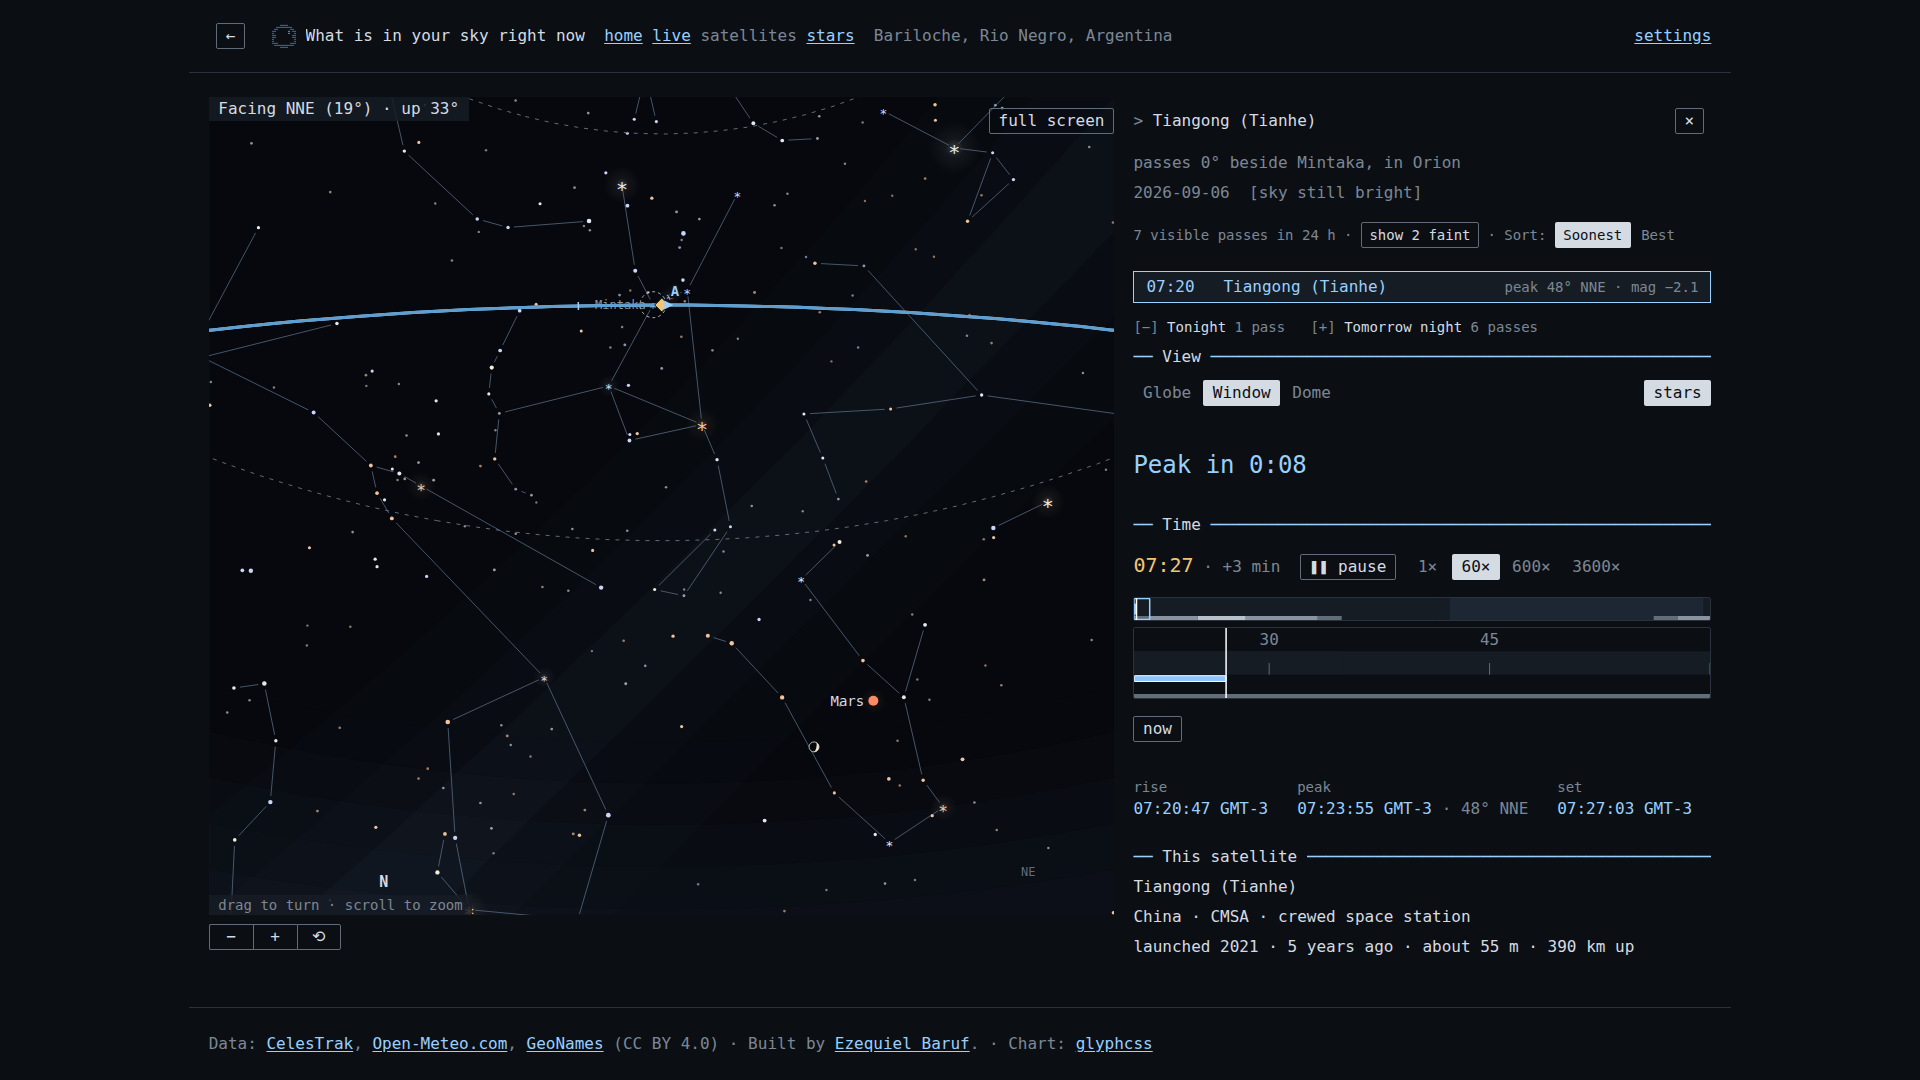 ← What is in your sky right now home live satellites stars Bariloche, Rio Negro, Argentina settings
Facing NNE (19°) · up 33°
full screen
Mintaka
A
Mars
N
NE
drag to turn · scroll to zoom
− + ⟲
> Tiangong (Tianhe) ×
passes 0° beside Mintaka, in Orion
2026-09-06 [sky still bright]
7 visible passes in 24 h · show 2 faint · Sort: Soonest Best
07:20 Tiangong (Tianhe) peak 48° NNE · mag −2.1
[−] Tonight 1 pass [+] Tomorrow night 6 passes
View
Globe Window Dome stars
Peak in 0:08
Time
07:27 · +3 min ❚❚ pause 1× 60× 600× 3600×
30 45
now
rise peak set
07:20:47 GMT-3 07:23:55 GMT-3 · 48° NNE 07:27:03 GMT-3
This satellite
Tiangong (Tianhe)
China · CMSA · crewed space station
launched 2021 · 5 years ago · about 55 m · 390 km up
Data: CelesTrak, Open-Meteo.com, GeoNames (CC BY 4.0) · Built by Ezequiel Baruf. · Chart: glyphcss